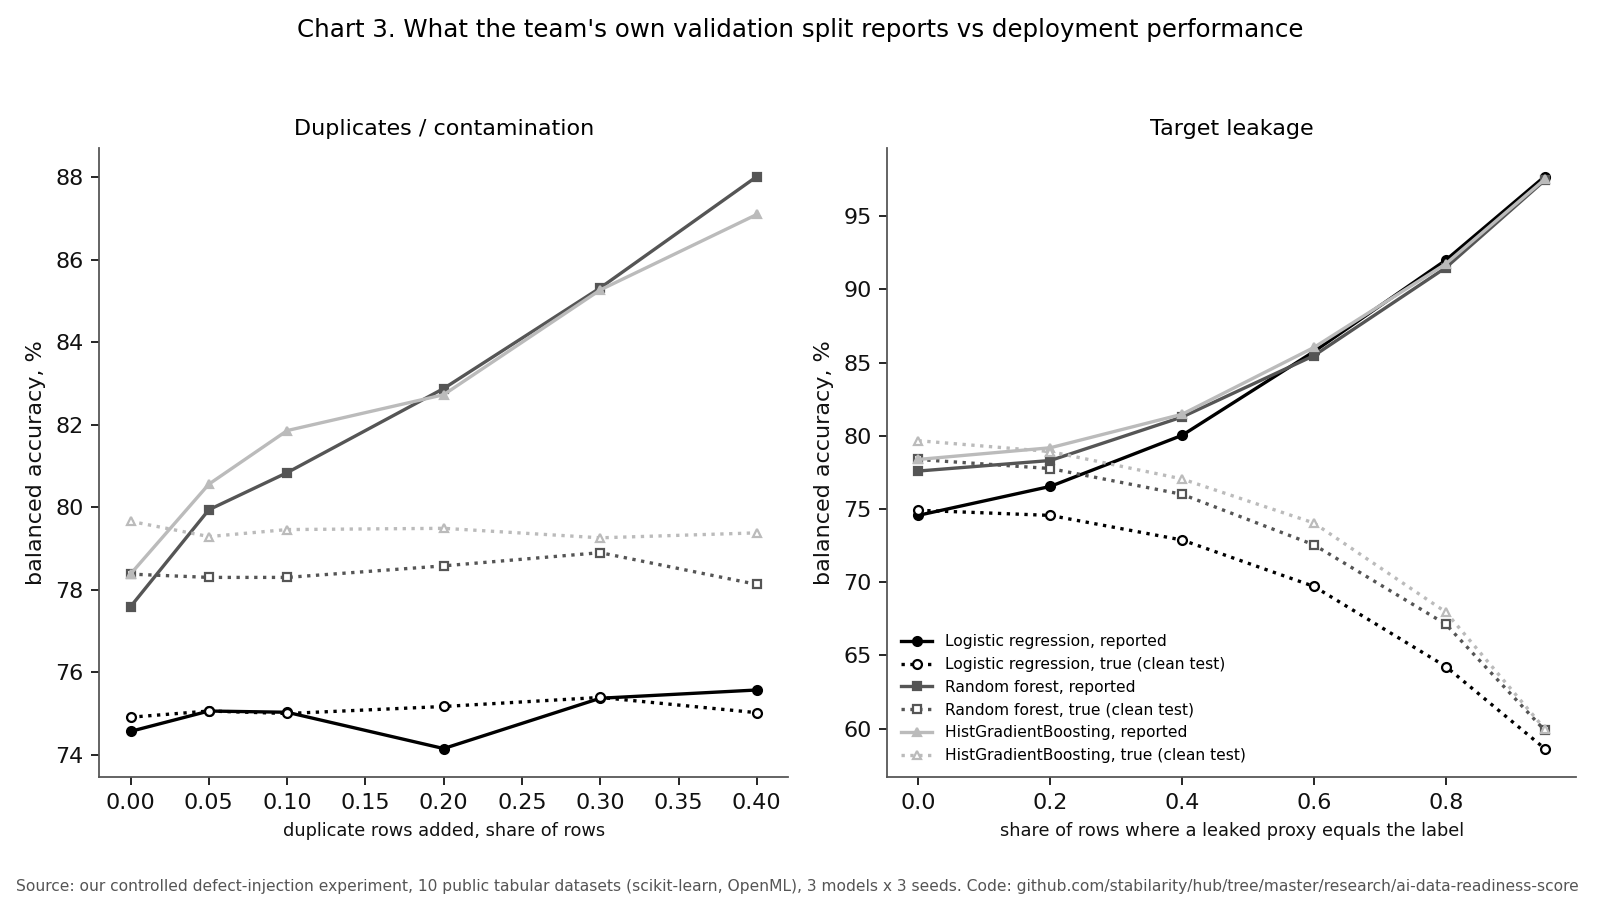 Chart 3. What the team's own validation split reports vs deployment performance
Duplicates / contamination
balanced accuracy, %
88
86
84
82
80
78
76
74
0.00 0.05 0.10 0.15 0.20 0.25 0.30 0.35 0.40
duplicate rows added, share of rows
Target leakage
balanced accuracy, %
95
90
85
80
75
70
65
60
Logistic regression, reported
Logistic regression, true (clean test)
Random forest, reported
Random forest, true (clean test)
HistGradientBoosting, reported
HistGradientBoosting, true (clean test)
0.0 0.2 0.4 0.6 0.8
share of rows where a leaked proxy equals the label
Source: our controlled defect-injection experiment, 10 public tabular datasets (scikit-learn, OpenML), 3 models x 3 seeds. Code: github.com/stabilarity/hub/tree/master/research/ai-data-readiness-score